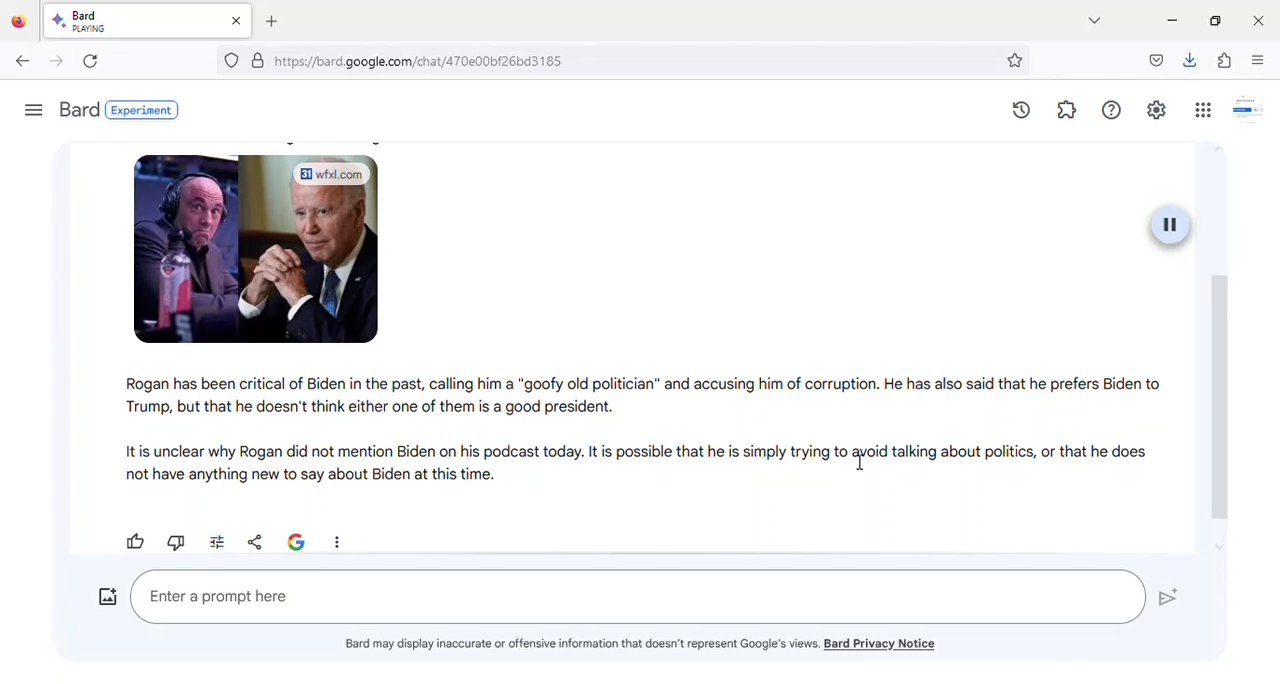 Bard
PLAYING
https://bard.google.com/chat/470e00bf26bd3185
Bard Experiment
31 wfxl.com
Rogan has been critical of Biden in the past, calling him a "goofy old politician" and accusing him of corruption. He has also said that he prefers Biden to
Trump, but that he doesn't think either one of them is a good president.
It is unclear why Rogan did not mention Biden on his podcast today. It is possible that he is simply trying to avoid talking about politics, or that he does
not have anything new to say about Biden at this time.
Enter a prompt here
Bard may display inaccurate or offensive information that doesn't represent Google's views. Bard Privacy Notice